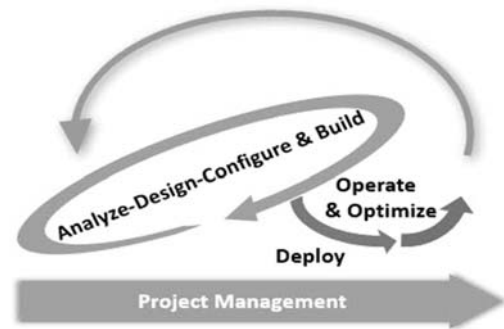 Analyze-Design-Configure & Build
Operate
& Optimize
Deploy
Project Management